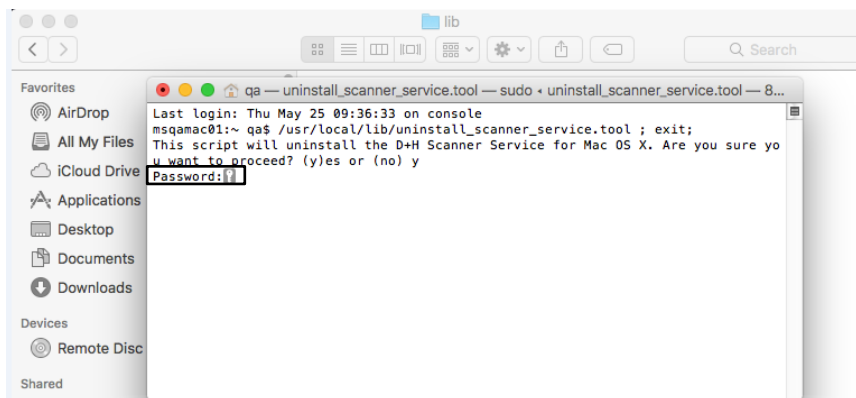 lib
Search
Favorites
AirDrop
All My Files
iCloud Drive
Applications
Desktop
Documents
Downloads
Devices
Remote Disc
Shared
qa — uninstall_scanner_service.tool — sudo ◂ uninstall_scanner_service.tool — 8...
Last login: Thu May 25 09:36:33 on console
msqamac01:~ qa$ /usr/local/lib/uninstall_scanner_service.tool ; exit;
This script will uninstall the D+H Scanner Service for Mac OS X. Are you sure yo
u want to proceed? (y)es or (no) y
Password: